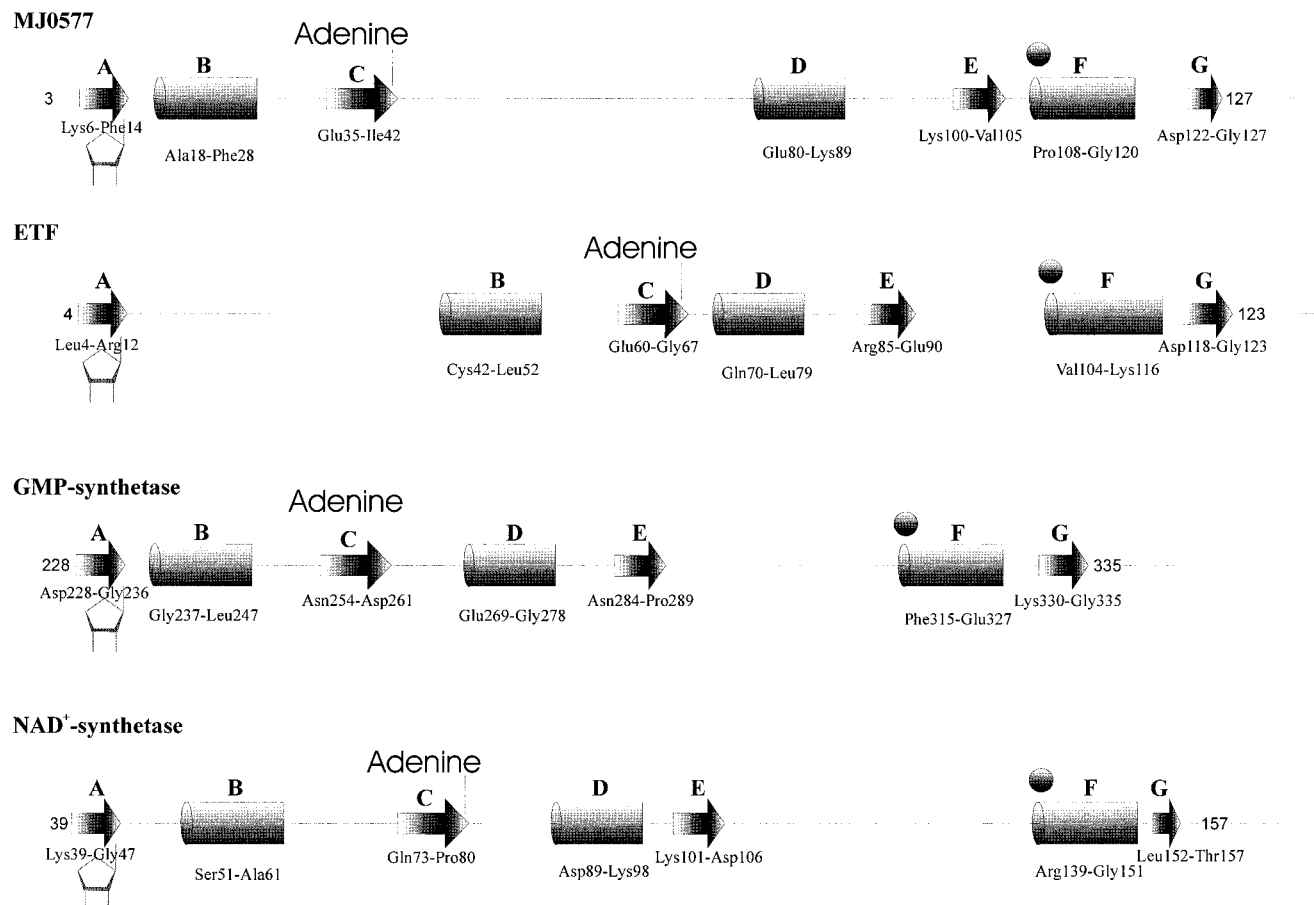 MJ0577
Adenine
A B C D E F G
3 127
Lys6-Phe14 Ala18-Phe28 Glu35-Ile42 Glu80-Lys89 Lys100-Val105 Pro108-Gly120 Asp122-Gly127
ETF
Adenine
A B C D E F G
4 123
Leu4-Arg12 Cys42-Leu52 Glu60-Gly67 Gln70-Leu79 Arg85-Glu90 Val104-Lys116 Asp118-Gly123
GMP-synthetase
Adenine
A B C D E F G
228 335
Asp228-Gly236 Gly237-Leu247 Asn254-Asp261 Glu269-Gly278 Asn284-Pro289 Phe315-Glu327 Lys330-Gly335
NAD⁺-synthetase
Adenine
A B C D E F G
39 157
Lys39-Gly47 Ser51-Ala61 Gln73-Pro80 Asp89-Lys98 Lys101-Asp106 Arg139-Gly151 Leu152-Thr157